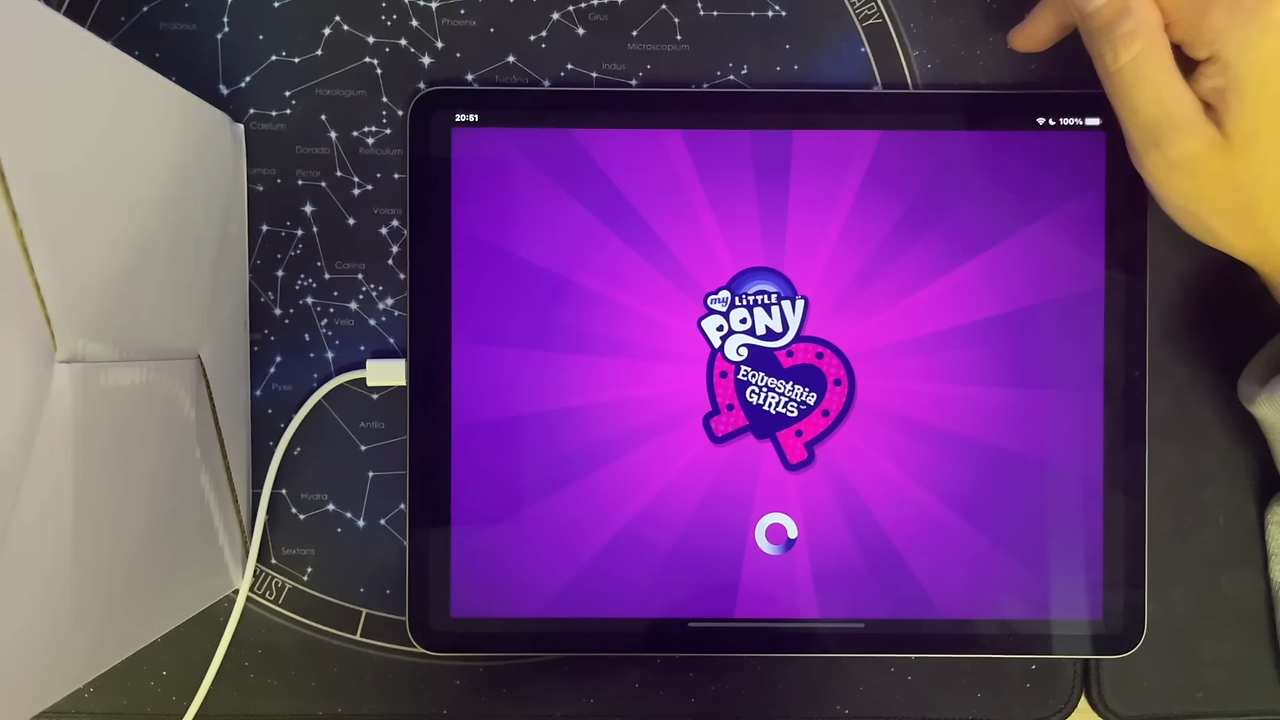 Phoenix
Grus
Microscopium
Indus
Tucana
Horologium
Caelum
Dorado
Reticulum
Pictor
Volans
Carina
Vela
Pyxis
Antlia
Hydra
Sextans
20:51
100%
my
LiTTLE
PONY
EQUESTRiA
GiRLS